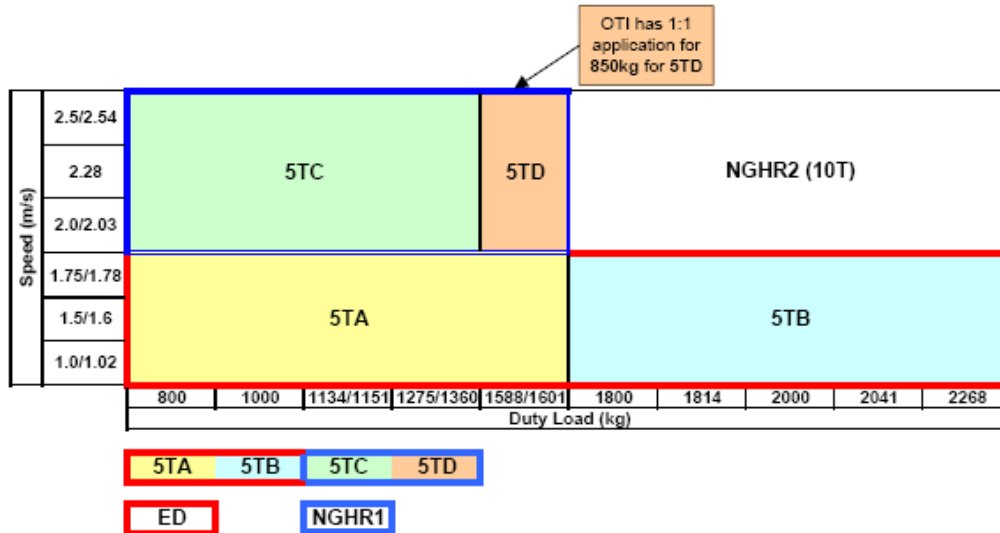 OTI has 1:1
application for
850kg for 5TD
Speed (m/s)
2.5/2.54
2.28
2.0/2.03
1.75/1.78
1.5/1.6
1.0/1.02
5TC
5TD
NGHR2 (10T)
5TA
5TB
800 1000 1134/1151 1275/1360 1588/1601 1800 1814 2000 2041 2268
Duty Load (kg)
5TA 5TB 5TC 5TD
ED NGHR1